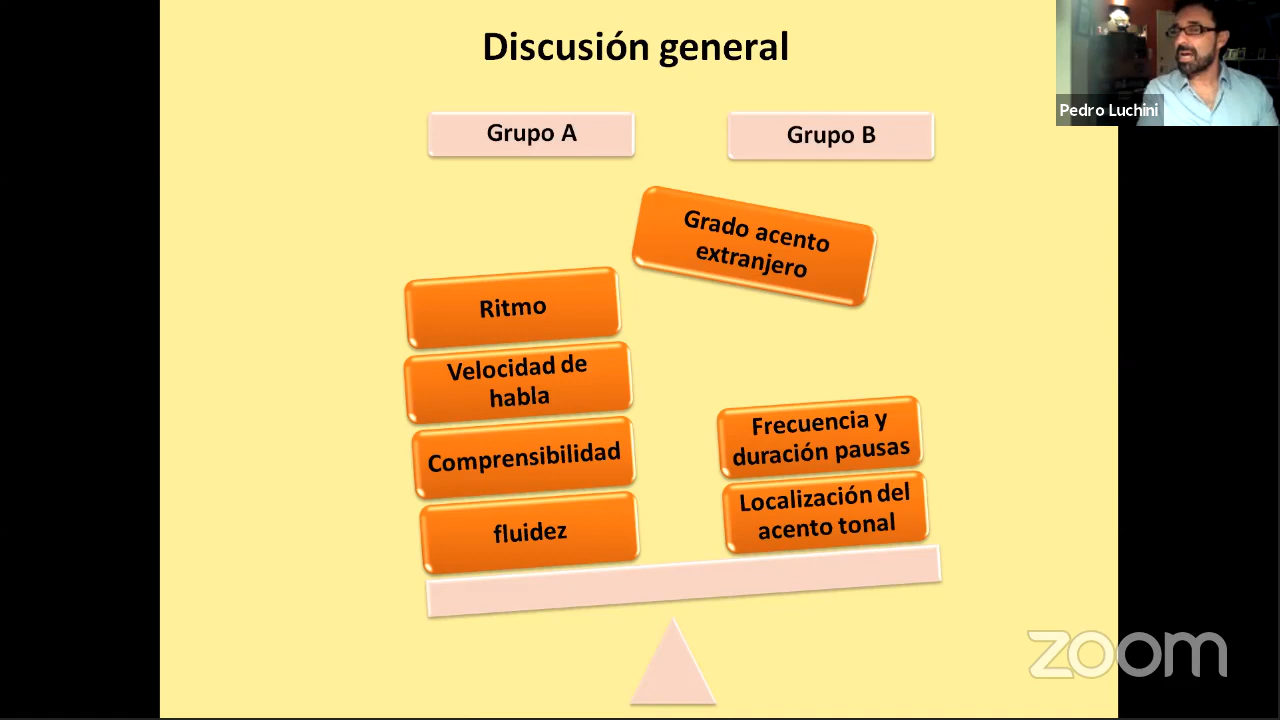 Discusión general
Pedro Luchini
Grupo A
Grupo B
Grado acento
extranjero
Ritmo
Velocidad de
habla
Comprensibilidad
fluidez
Frecuencia y
duración pausas
Localización del
acento tonal
zoom